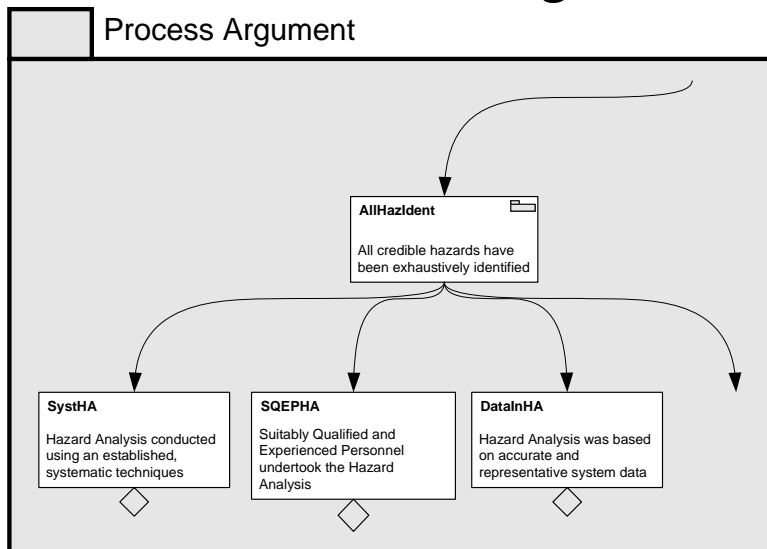 Process Argument
AllHazIdent
All credible hazards have
been exhaustively identified
SystHA
Hazard Analysis conducted
using an established,
systematic techniques
SQEPHA
Suitably Qualified and
Experienced Personnel
undertook the Hazard
Analysis
DataInHA
Hazard Analysis was based
on accurate and
representative system data